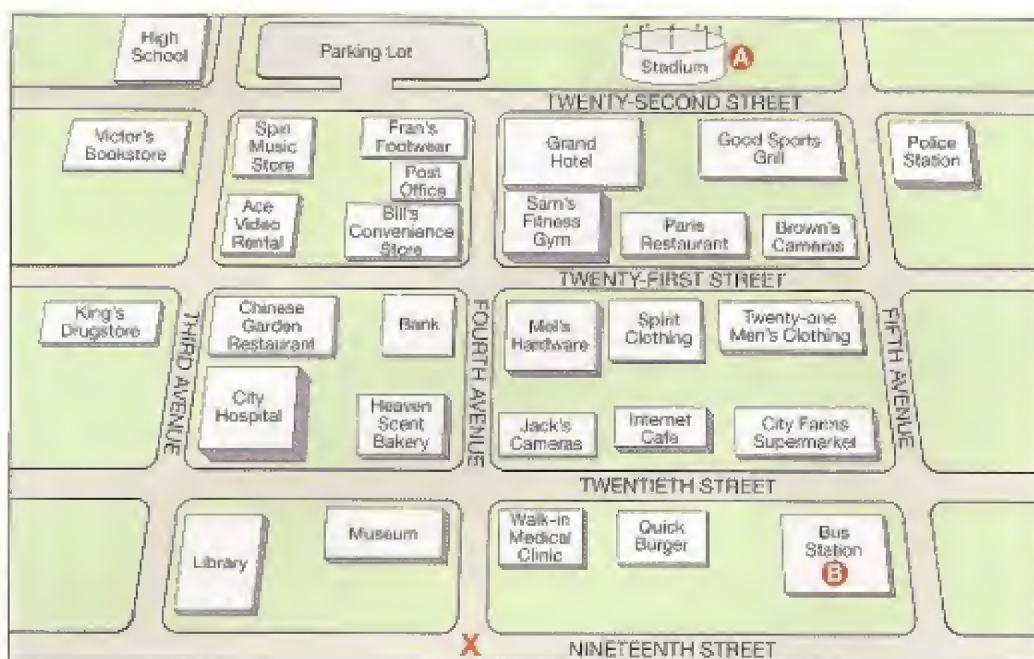 High
School
Parking Lot
Stadium
A
TWENTY-SECOND STREET
Victor's
Bookstore
Spin
Music
Store
Fran's
Footwear
Post
Office
Grand
Hotel
Good Sports
Grill
Police
Station
Ace
Video
Rental
Bill's
Convenience
Store
Sam's
Fitness
Gym
Paris
Restaurant
Brown's
Cameras
TWENTY-FIRST STREET
King's
Drugstore
THIRD AVENUE
Chinese
Garden
Restaurant
Bank
FOURTH AVENUE
Mel's
Hardware
Spirit
Clothing
Twenty-one
Men's Clothing
FIFTH AVENUE
City
Hospital
Heaven
Scent
Bakery
Jack's
Cameras
Internet
Cafe
City Farms
Supermarket
TWENTIETH STREET
Library
Museum
Walk-in
Medical
Clinic
Quick
Burger
Bus
Station
B
X
NINETEENTH STREET